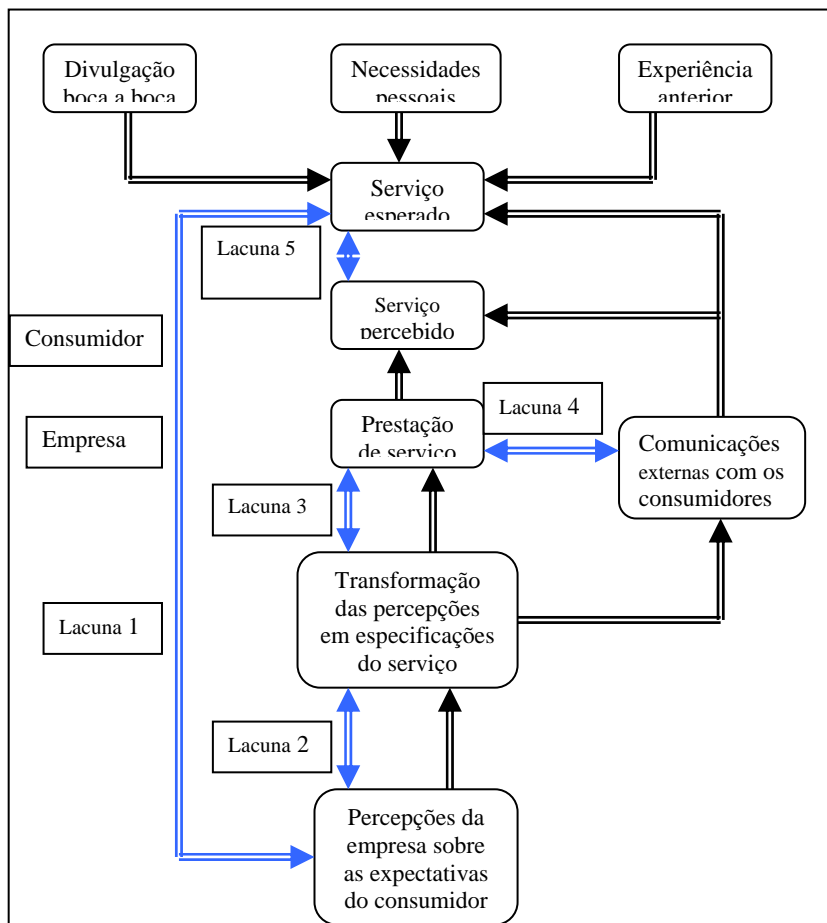 Divulgação
boca a boca
Necessidades
pessoais
Experiência
anterior
Serviço
esperado
Lacuna 5
Serviço
percebido
Consumidor
Lacuna 4
Prestação
de serviço
Empresa
Comunicações
externas com os
consumidores
Lacuna 3
Transformação
das percepções
em especificações
do serviço
Lacuna 1
Lacuna 2
Percepções da
empresa sobre
as expectativas
do consumidor